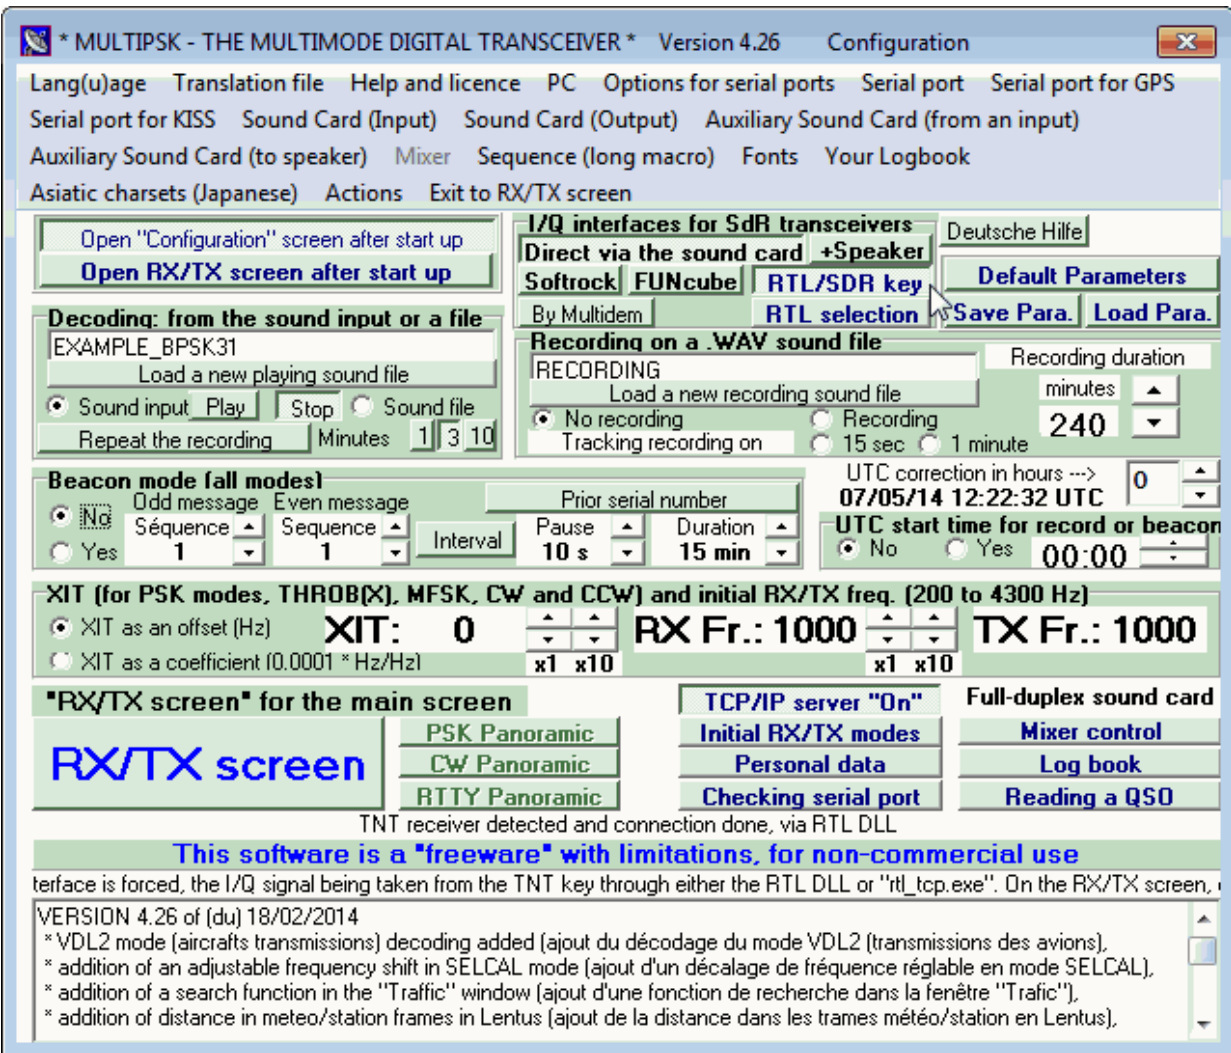 * MULTIPSK - THE MULTIMODE DIGITAL TRANSCEIVER *   Version 4.26   Configuration
Lang(u)age   Translation file   Help and licence   PC   Options for serial ports   Serial port   Serial port for GPS
Serial port for KISS   Sound Card (Input)   Sound Card (Output)   Auxiliary Sound Card (from an input)
Auxiliary Sound Card (to speaker)   Mixer   Sequence (long macro)   Fonts   Your Logbook
Asiatic charsets (Japanese)   Actions   Exit to RX/TX screen
Open "Configuration" screen after start up
Open RX/TX screen after start up
I/Q interfaces for SdR transceivers
Direct via the sound card   +Speaker
Softrock   FUNcube   RTL/SDR key
By Multidem   RTL selection
Deutsche Hilfe
Default Parameters
Save Para.   Load Para.
Decoding: from the sound input or a file
EXAMPLE_BPSK31
Load a new playing sound file
Sound input   Play   Stop   Sound file
Repeat the recording   Minutes   1   3   10
Recording on a .WAV sound file
RECORDING
Load a new recording sound file
No recording   Recording
Tracking recording on   15 sec   1 minute
Recording duration
minutes
240
Beacon mode (all modes)
Odd message   Even message   Prior serial number
No   Séquence   Sequence   Interval   Pause   Duration
Yes   1   1   10 s   15 min
UTC correction in hours --->   0
07/05/14 12:22:32 UTC
UTC start time for record or beacon
No   Yes   00:00
XIT (for PSK modes, THROB(X), MFSK, CW and CCW) and initial RX/TX freq. (200 to 4300 Hz)
XIT as an offset (Hz)   XIT:   0   RX Fr.: 1000   TX Fr.: 1000
XIT as a coefficient (0.0001 * Hz/Hz)   x1   x10   x1   x10
"RX/TX screen" for the main screen
RX/TX screen
PSK Panoramic
CW Panoramic
RTTY Panoramic
TCP/IP server "On"
Initial RX/TX modes
Personal data
Checking serial port
Full-duplex sound card
Mixer control
Log book
Reading a QSO
TNT receiver detected and connection done, via RTL DLL
This software is a "freeware" with limitations, for non-commercial use
terface is forced, the I/Q signal being taken from the TNT key through either the RTL DLL or "rtl_tcp.exe". On the RX/TX screen,
VERSION 4.26 of (du) 18/02/2014
* VDL2 mode (aircrafts transmissions) decoding added (ajout du décodage du mode VDL2 (transmissions des avions),
* addition of an adjustable frequency shift in SELCAL mode (ajout d'un décalage de fréquence réglable en mode SELCAL),
* addition of a search function in the "Traffic" window (ajout d'une fonction de recherche dans la fenêtre "Trafic"),
* addition of distance in meteo/station frames in Lentus (ajout de la distance dans les trames météo/station en Lentus),